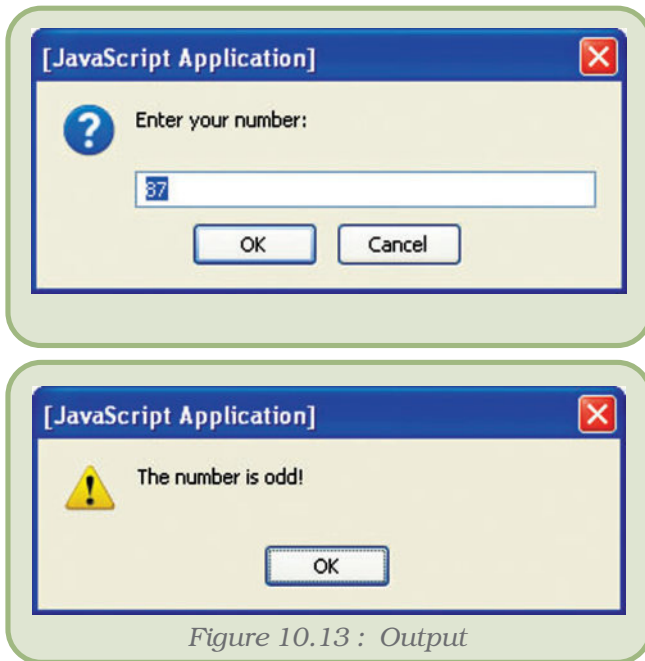 [JavaScript Application]
Enter your number:
87
OK Cancel
[JavaScript Application]
The number is odd!
OK
Figure 10.13 : Output